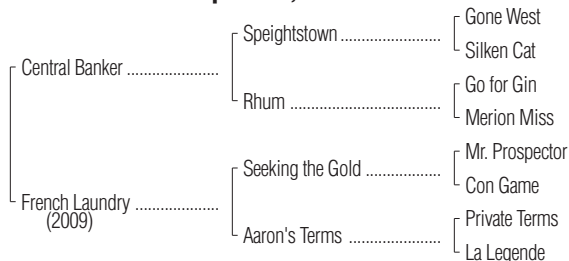 Gone West
Speightstown
Silken Cat
Central Banker
Go for Gin
Rhum
Merion Miss
Mr. Prospector
Seeking the Gold
Con Game
French Laundry
(2009)
Private Terms
Aaron's Terms
La Legende